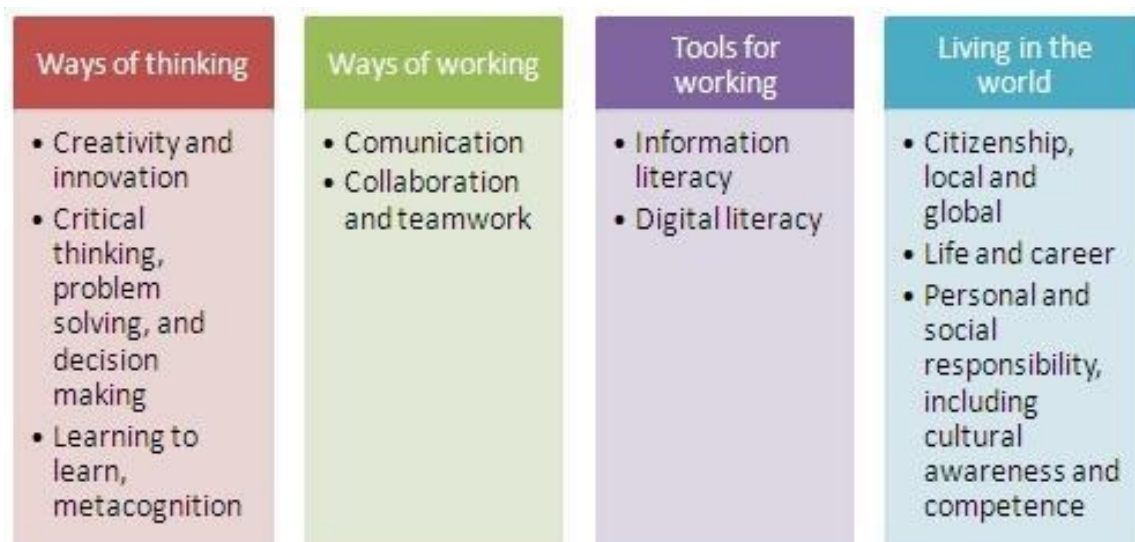 Ways of thinking
• Creativity and
innovation
• Critical
thinking,
problem
solving, and
decision
making
• Learning to
learn,
metacognition
Ways of working
• Comunication
• Collaboration
and teamwork
Tools for
working
• Information
literacy
• Digital literacy
Living in the
world
• Citizenship,
local and
global
• Life and career
• Personal and
social
responsibility,
including
cultural
awareness and
competence